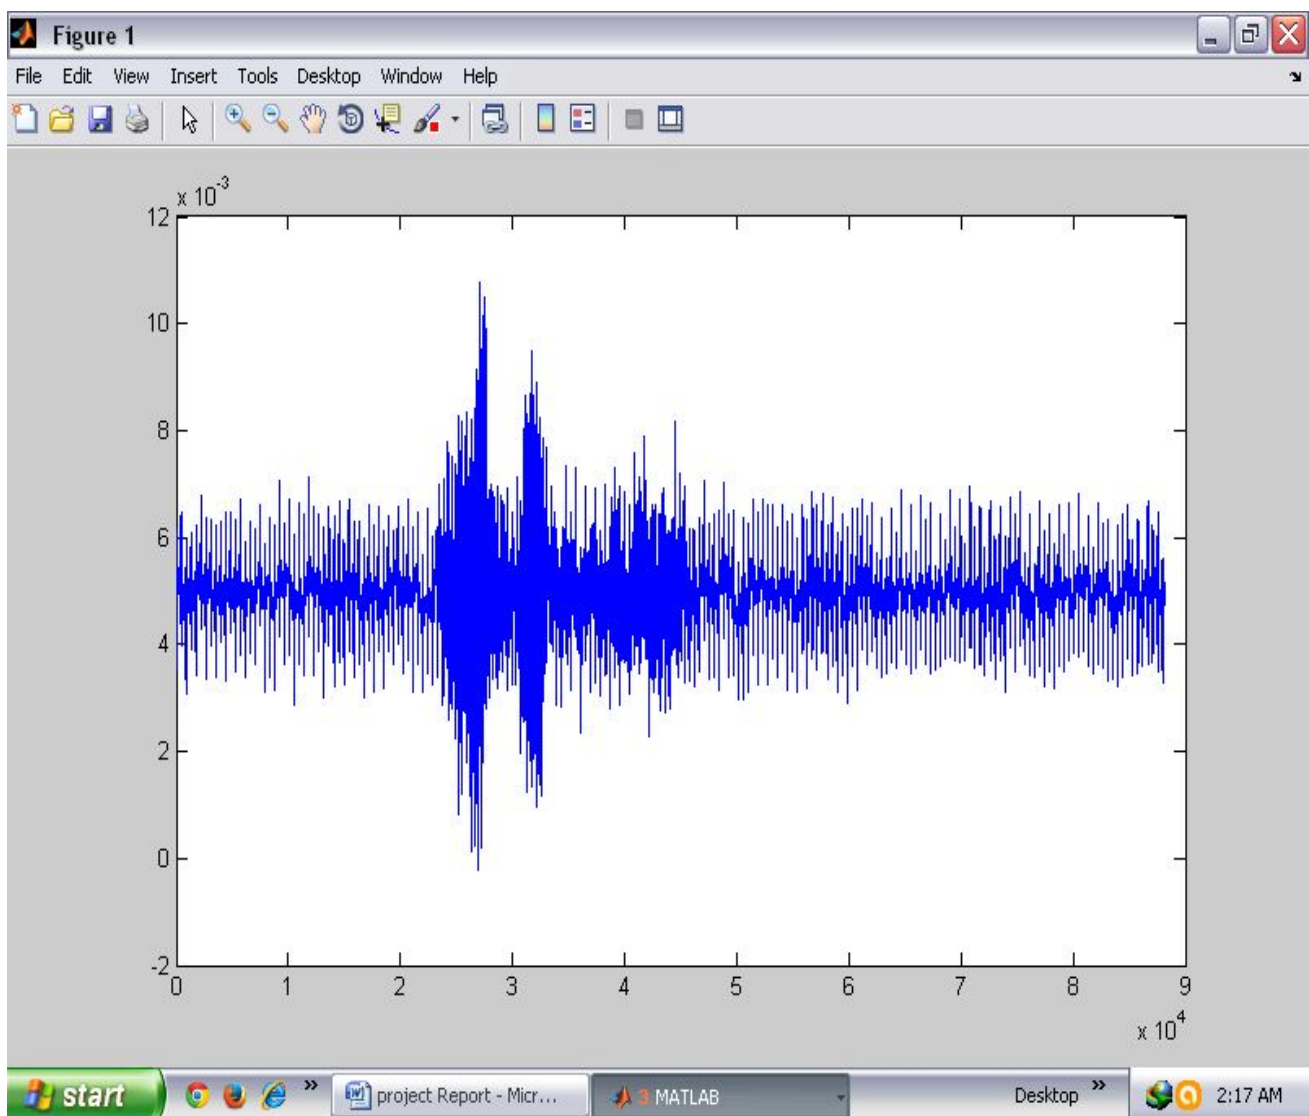 Figure 1
File Edit View Insert Tools Desktop Window Help
x 10^-3
12
10
8
6
4
2
0
-2
0 1 2 3 4 5 6 7 8 9
x 10^4
start » project Report - Micr... 3 MATLAB Desktop » 2:17 AM